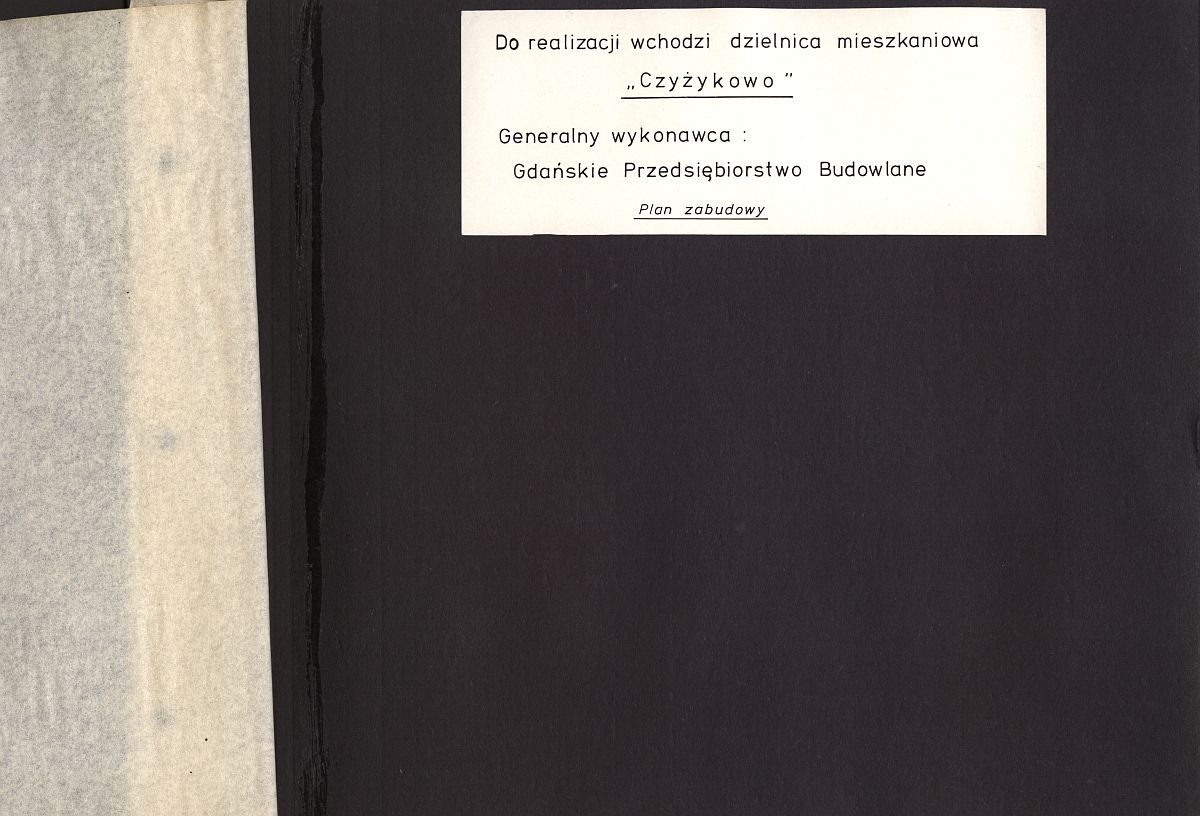 Do realizacji wchodzi dzielnica mieszkaniowa
„Czyżykowo”
Generalny wykonawca :
Gdańskie Przedsiębiorstwo Budowlane
Plan zabudowy